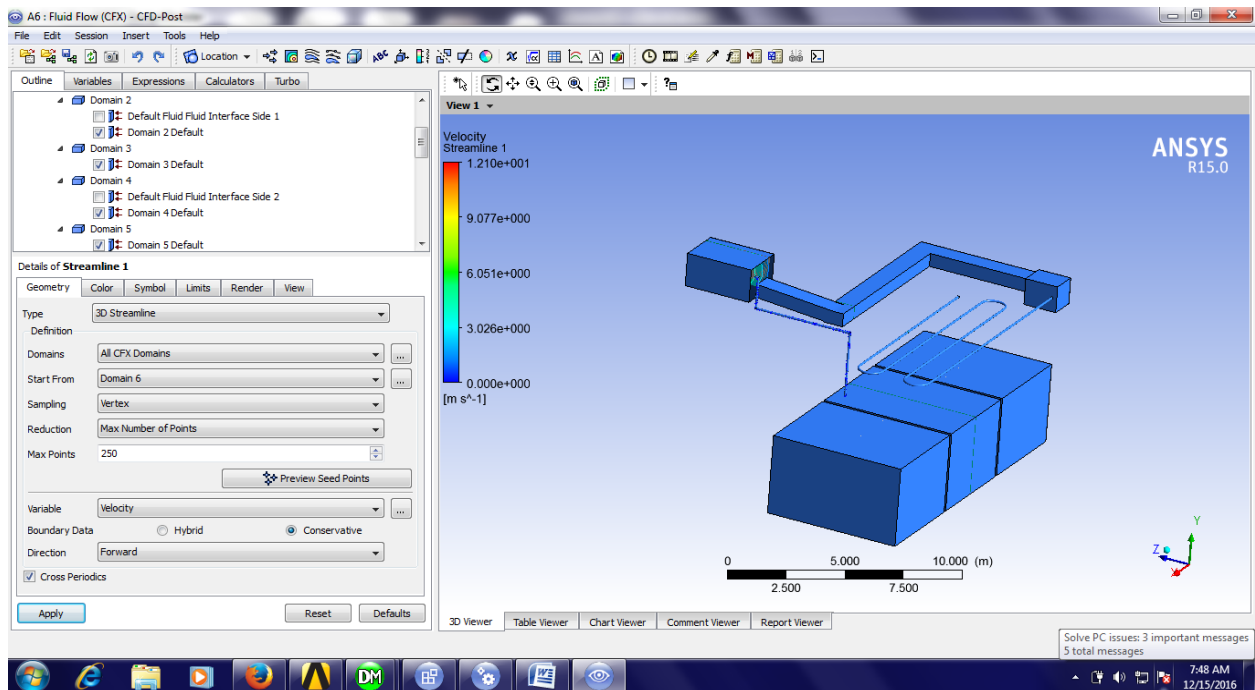 A6 : Fluid Flow (CFX) - CFD-Post
File Edit Session Insert Tools Help
Location
Outline Variables Expressions Calculators Turbo
Domain 2
Default Fluid Fluid Interface Side 1
Domain 2 Default
Domain 3
Domain 3 Default
Domain 4
Default Fluid Fluid Interface Side 2
Domain 4 Default
Domain 5
Domain 5 Default
Details of Streamline 1
Geometry Color Symbol Limits Render View
Type 3D Streamline
Definition
Domains All CFX Domains ...
Start From Domain 6 ...
Sampling Vertex
Reduction Max Number of Points
Max Points 250
Preview Seed Points
Variable Velocity ...
Boundary Data Hybrid Conservative
Direction Forward
Cross Periodics
Apply Reset Defaults
View 1
Velocity
Streamline 1
1.210e+001
9.077e+000
6.051e+000
3.026e+000
0.000e+000
[m s^-1]
ANSYS
R15.0
Y
Z
X
0 5.000 10.000 (m)
2.500 7.500
3D Viewer Table Viewer Chart Viewer Comment Viewer Report Viewer
Solve PC issues: 3 important messages
5 total messages
DM
7:48 AM
12/15/2016